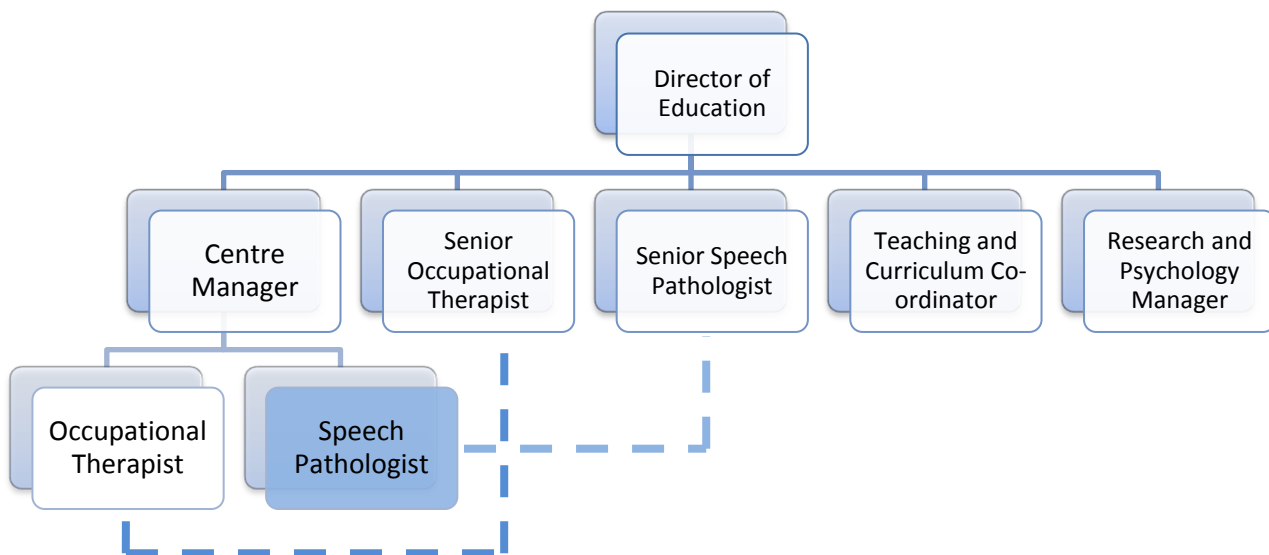 Director of
Education
Centre
Manager
Senior
Occupational
Therapist
Senior Speech
Pathologist
Teaching and
Curriculum Co-
ordinator
Research and
Psychology
Manager
Occupational
Therapist
Speech
Pathologist